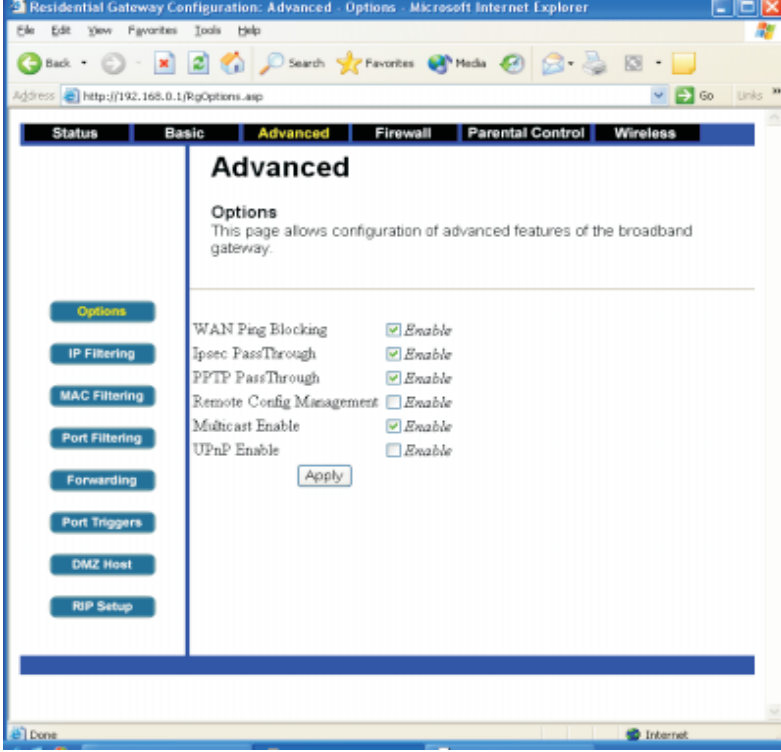 Residential Gateway Configuration: Advanced - Options - Microsoft Internet Explorer
File Edit View Favorites Tools Help
Back Search Favorites Media
Address http://192.168.0.1/RgOptions.asp Go Links »
Status Basic Advanced Firewall Parental Control Wireless
Advanced
Options
This page allows configuration of advanced features of the broadband
gateway.
Options
IP Filtering
MAC Filtering
Port Filtering
Forwarding
Port Triggers
DMZ Host
RIP Setup
WAN Ping Blocking Enable
Ipsec PassThrough Enable
PPTP PassThrough Enable
Remote Config Management Enable
Multicast Enable Enable
UPnP Enable Enable
Apply
Done Internet